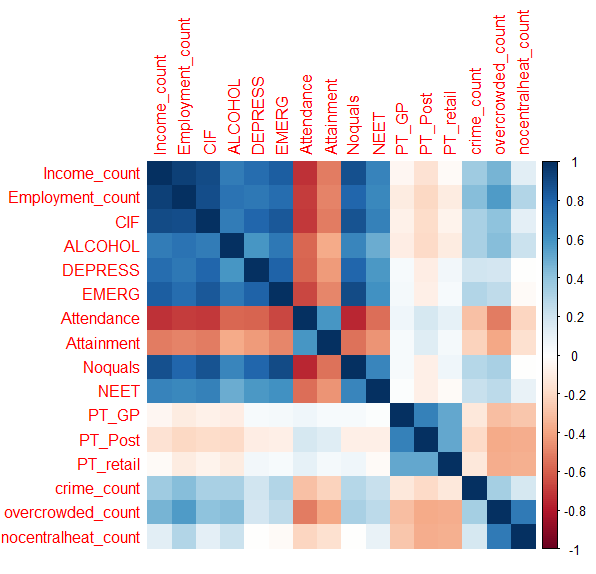 Income_count
Employment_count
CIF
ALCOHOL
DEPRESS
EMERG
Attendance
Attainment
Noquals
NEET
PT_GP
PT_Post
PT_retail
crime_count
overcrowded_count
nocentralheat_count
Income_count
Employment_count
CIF
ALCOHOL
DEPRESS
EMERG
Attendance
Attainment
Noquals
NEET
PT_GP
PT_Post
PT_retail
crime_count
overcrowded_count
nocentralheat_count
1
0.8
0.6
0.4
0.2
0
-0.2
-0.4
-0.6
-0.8
-1